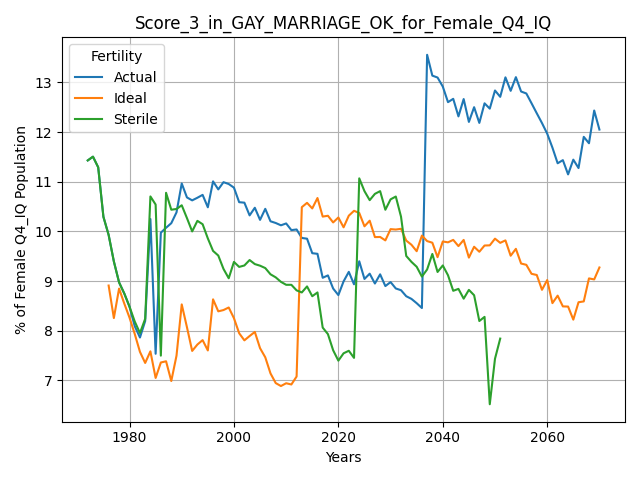 Score_3_in_GAY_MARRIAGE_OK_for_Female_Q4_IQ
Fertility
Actual
Ideal
Sterile
% of Female Q4_IQ Population
13
12
11
10
9
8
7
1980
2000
2020
2040
2060
Years